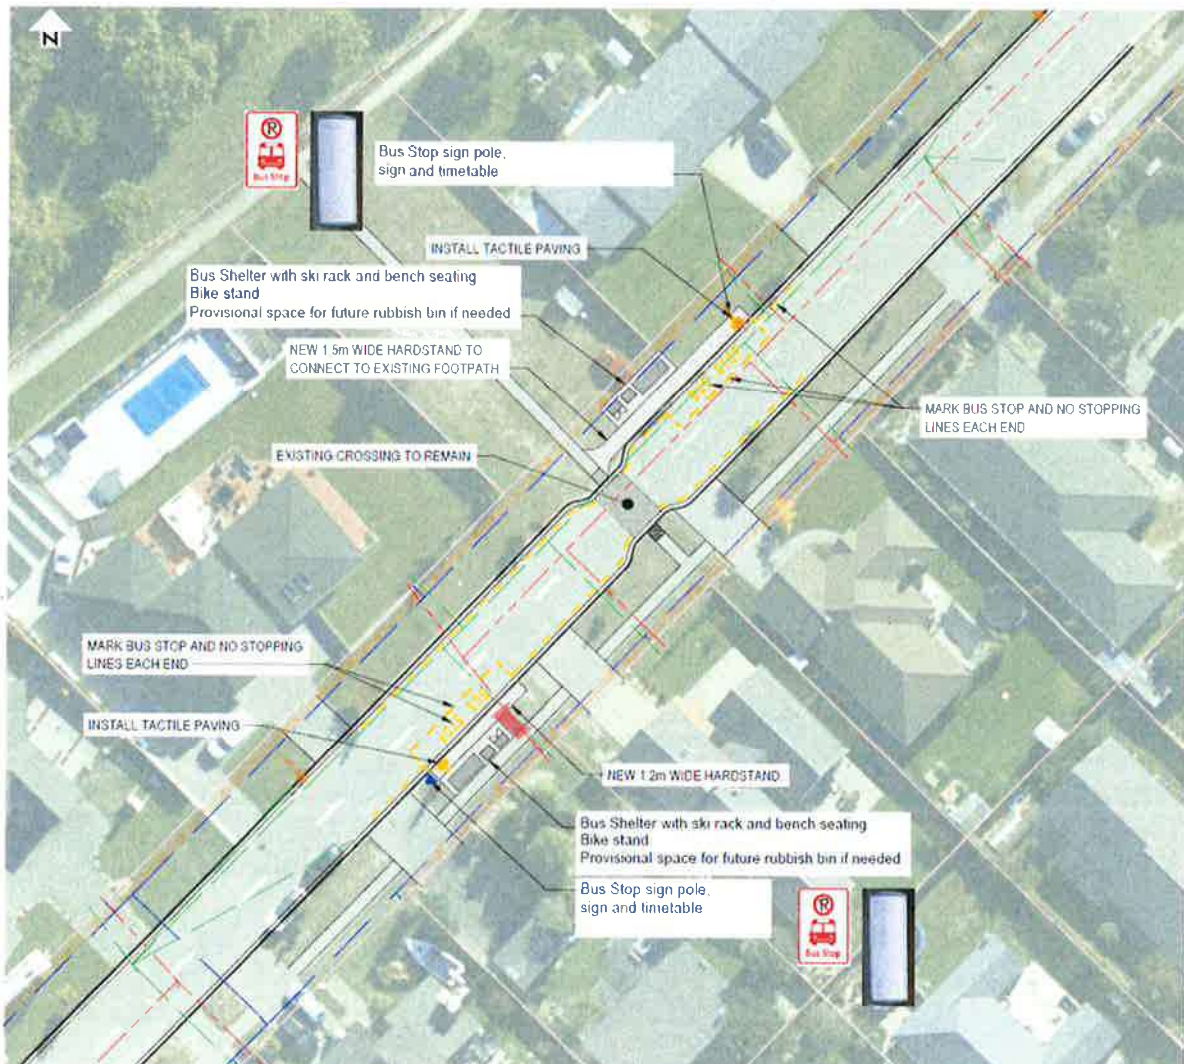 N
R
Bus Stop
Bus Stop sign pole,
sign and timetable
INSTALL TACTILE PAVING
Bus Shelter with ski rack and bench seating
Bike stand
Provisional space for future rubbish bin if needed
NEW 1.5m WIDE HARDSTAND TO
CONNECT TO EXISTING FOOTPATH
MARK BUS STOP AND NO STOPPING
LINES EACH END
EXISTING CROSSING TO REMAIN
MARK BUS STOP AND NO STOPPING
LINES EACH END
INSTALL TACTILE PAVING
NEW 1.2m WIDE HARDSTAND
Bus Shelter with ski rack and bench seating
Bike stand
Provisional space for future rubbish bin if needed
Bus Stop sign pole,
sign and timetable
R
Bus Stop